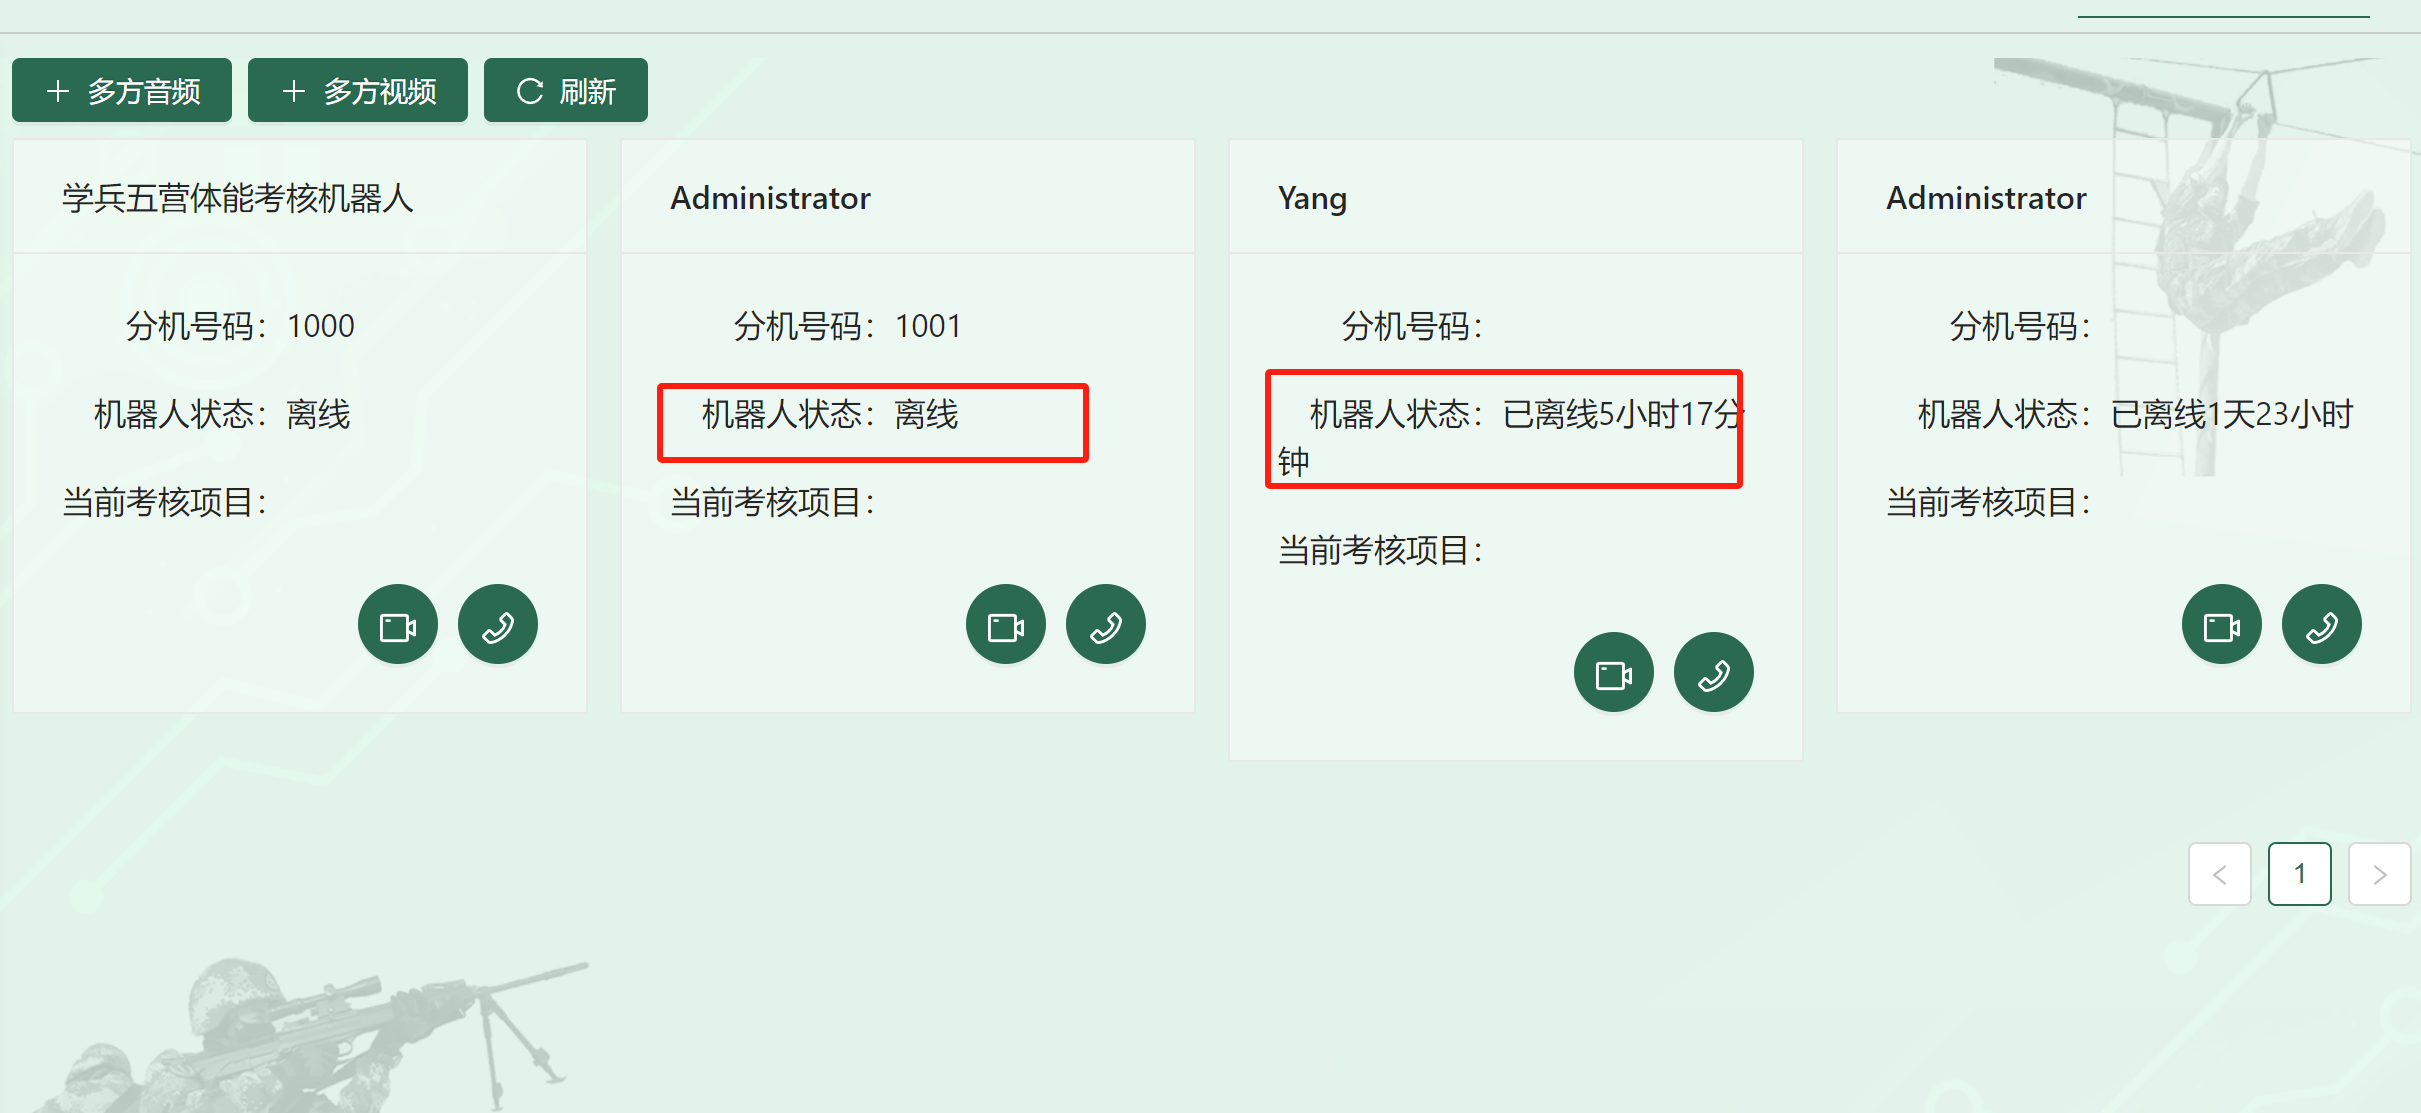 多方音频
多方视频
刷新
学兵五营体能考核机器人
分机号码：1000
机器人状态：离线
当前考核项目：
Administrator
分机号码：1001
机器人状态：离线
当前考核项目：
Yang
分机号码：
机器人状态：已离线5小时17分
钟
当前考核项目：
Administrator
分机号码：
机器人状态：已离线1天23小时
当前考核项目：
1